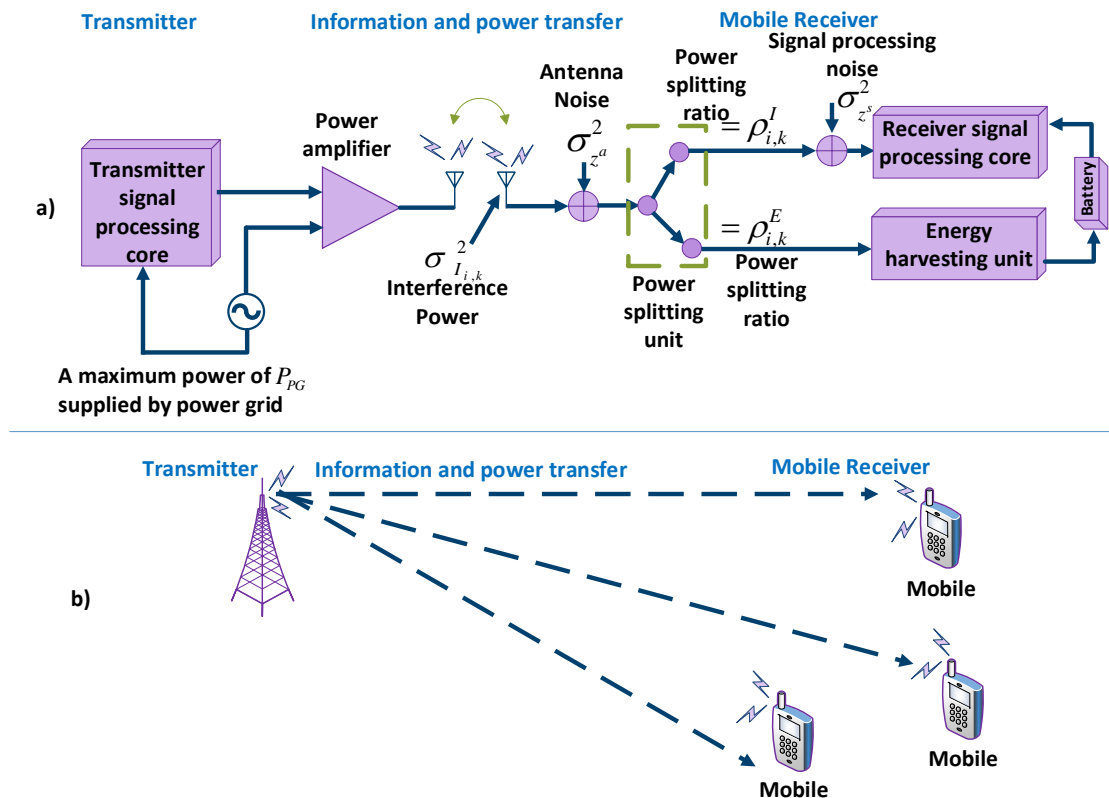 Transmitter
Information and power transfer
Mobile Receiver
Antenna
Noise
σ²_{z^a}
Power
splitting
ratio
Signal processing
noise
σ²_{z^s}
= ρ^I_{i,k}
Power
amplifier
Transmitter
signal
processing
core
Receiver signal
processing core
Battery
a)
σ²_{I_{i,k}}
Interference
Power
Power
splitting
unit
= ρ^E_{i,k}
Power
splitting
ratio
Energy
harvesting unit
A maximum power of P_{PG}
supplied by power grid
Transmitter
Information and power transfer
Mobile Receiver
b)
Mobile
Mobile
Mobile